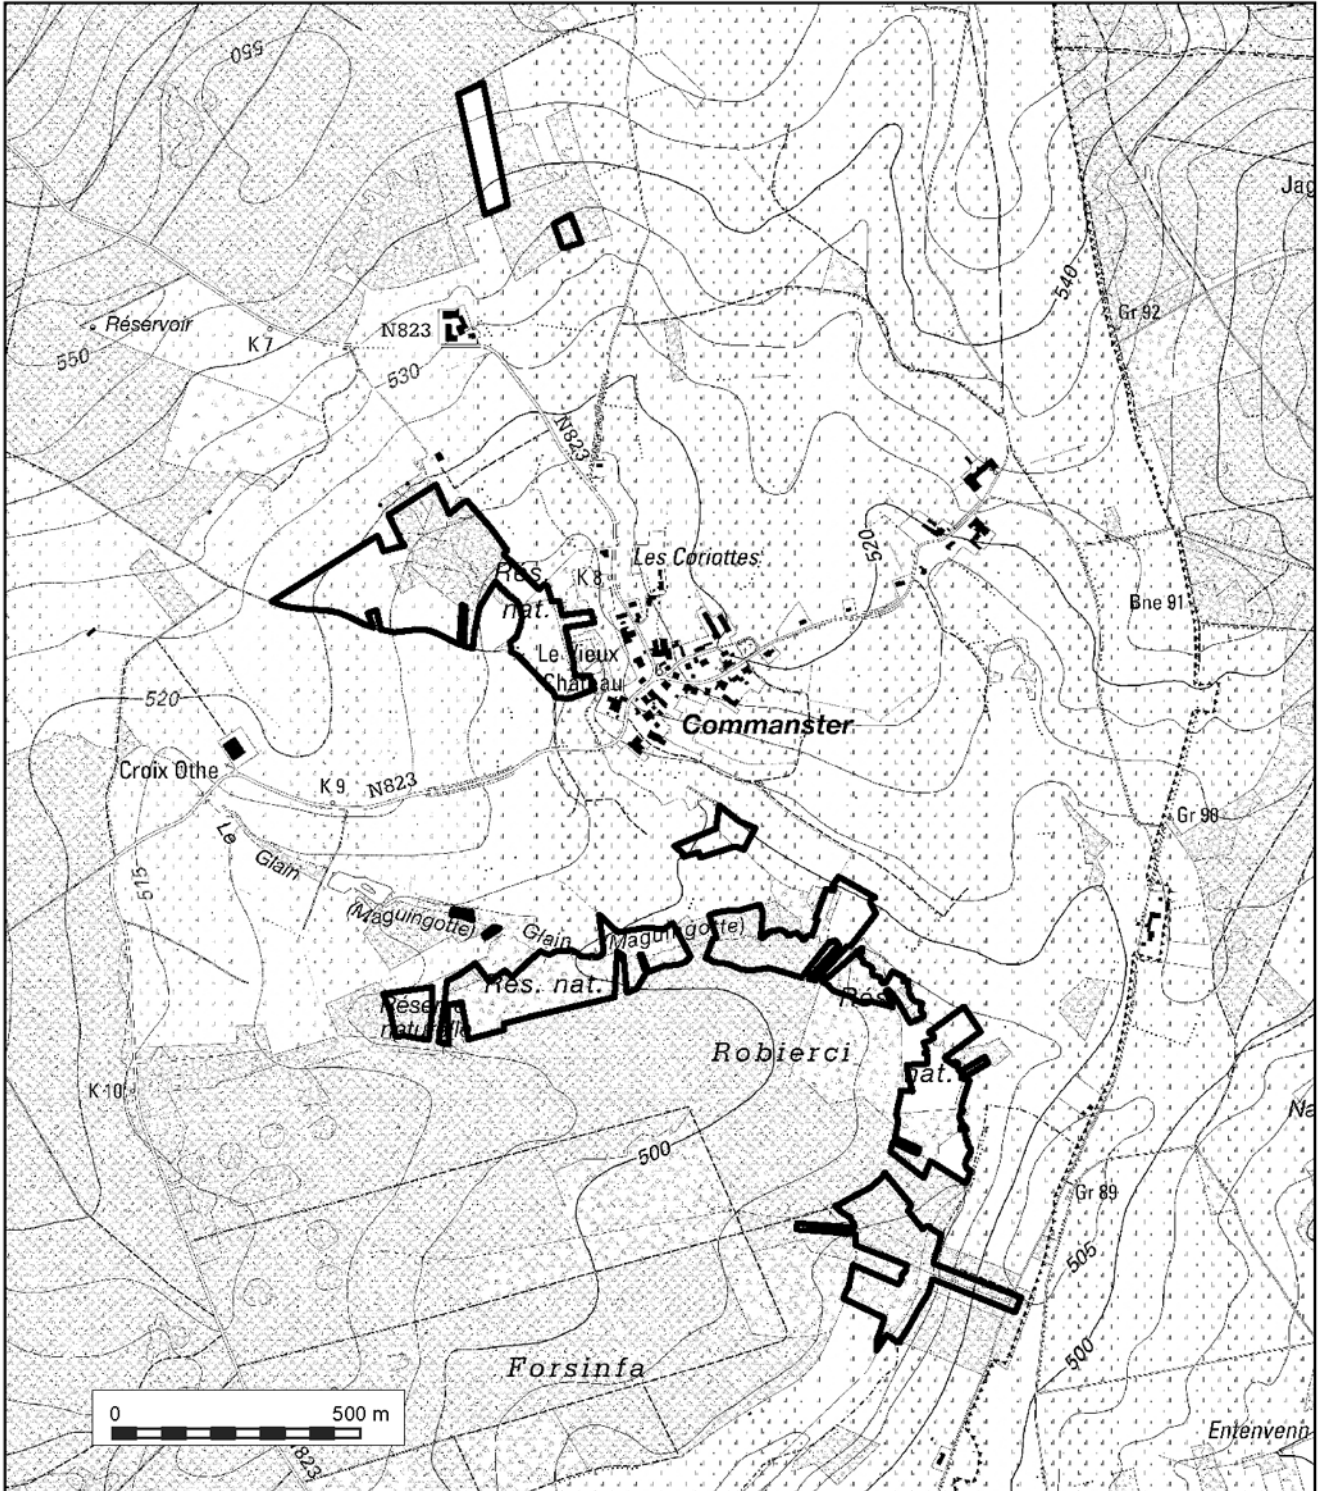 550
Jag
540
Gr 92
Réservoir
N823
K 7
550
530
N823
520
Les Coriottes
Rés.
K 8
nat.
Bne 91
Le Vieux
Château
520
Commanster
Croix Othe
K 9
N823
Gr 90
Le
Glain
515
(Maguingotte)
Glain
(Maguingotte)
Rés. nat.
Réserve
naturelle
Rés.
Robierci
nat.
K 10
Na
500
Gr 89
505
500
Forsinfa
0
500 m
Entenvenn